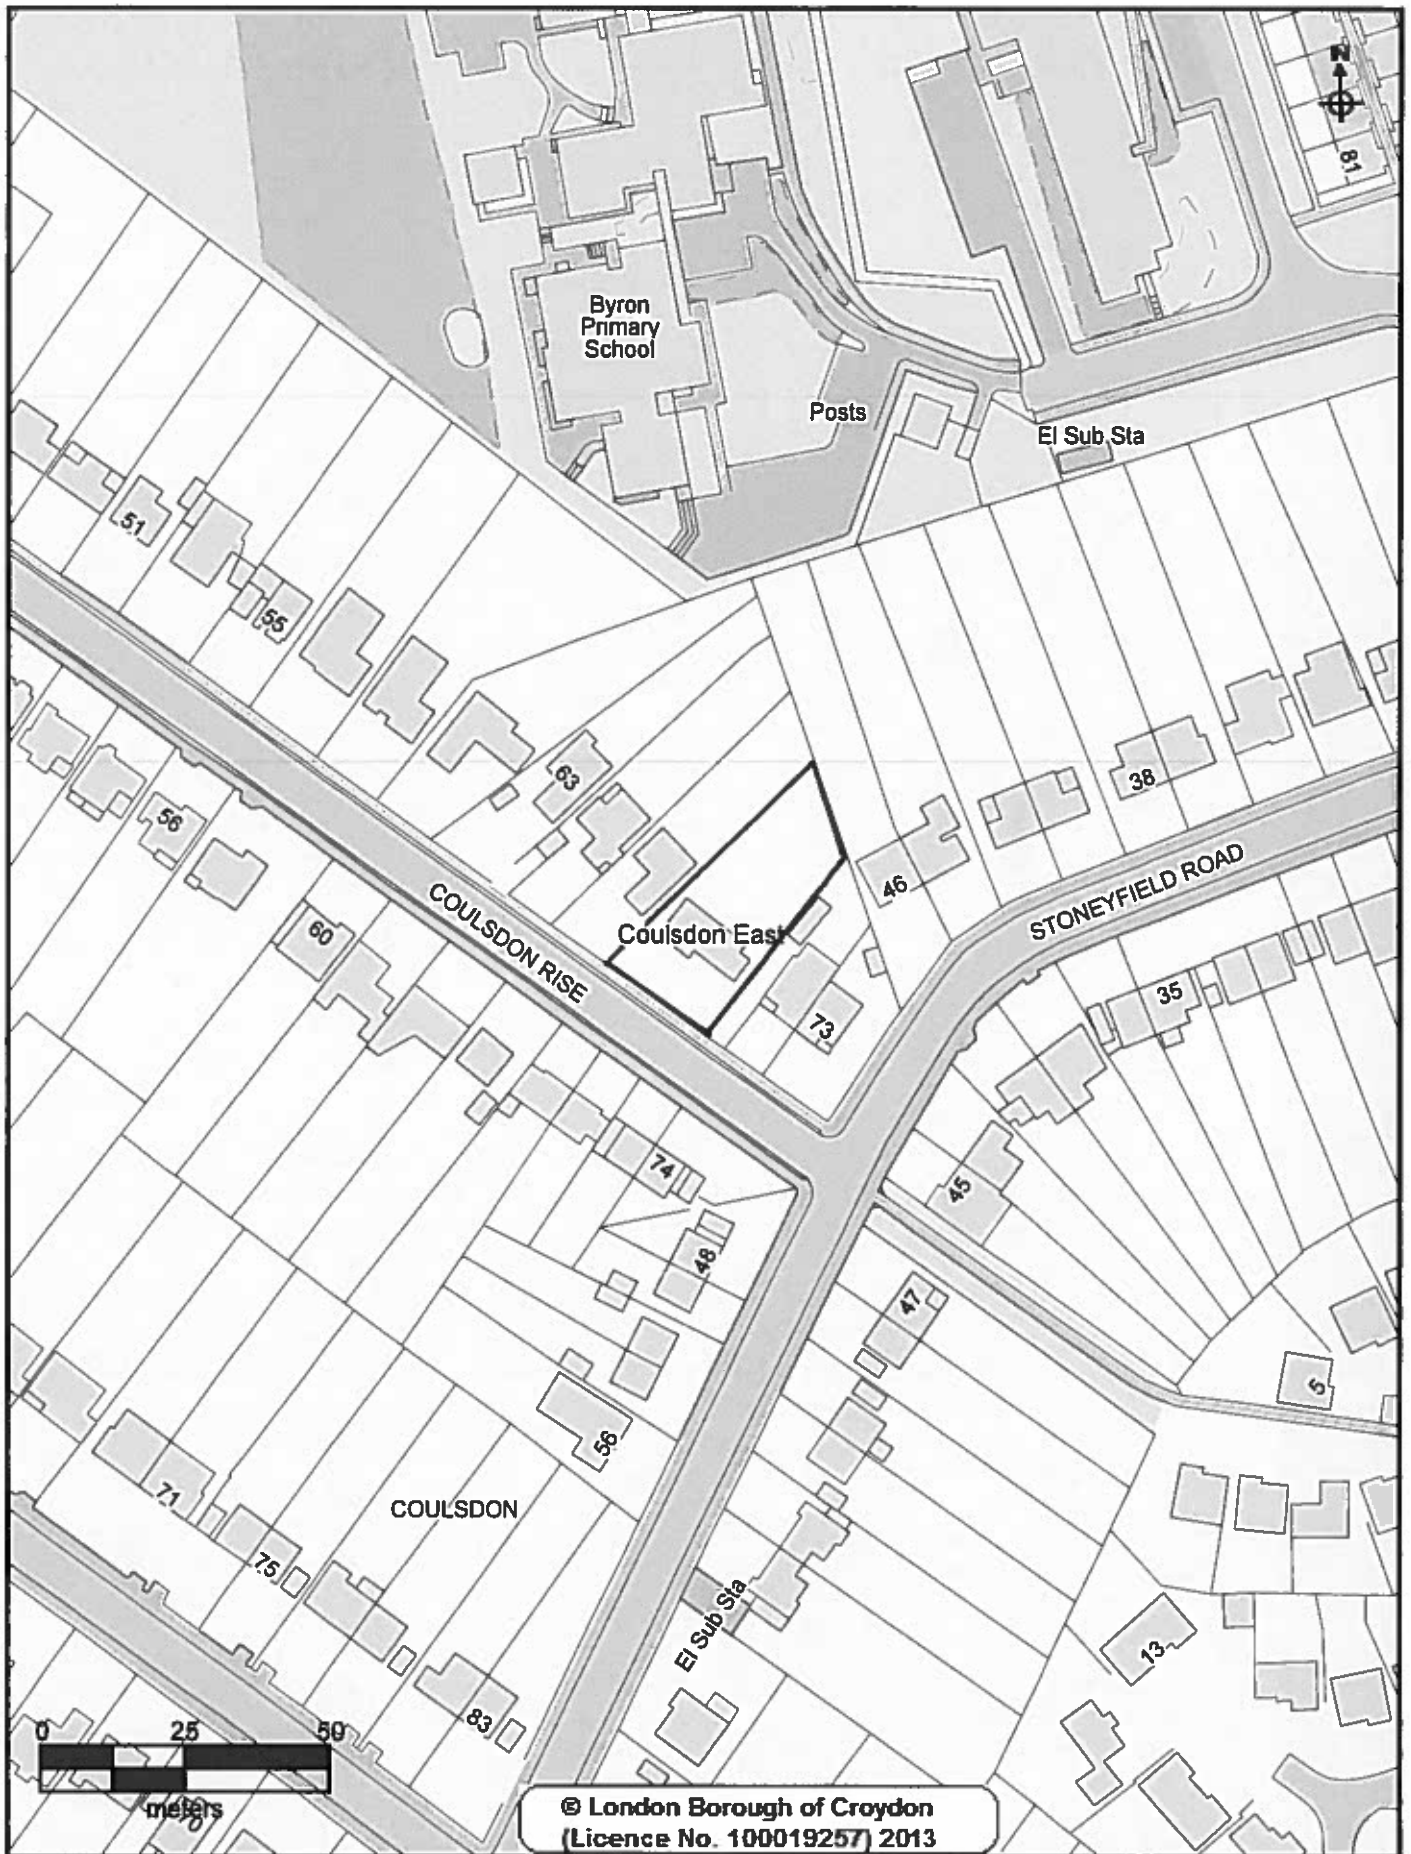 N
81
Byron
Primary
School
Posts
El Sub Sta
51
55
63
38
56
46
COULSDON RISE
Coulsdon East
STONEYFIELD ROAD
60
35
73
74
45
48
47
5
56
71
COULSDON
75
El Sub Sta
13
83
0 25 50
meters
70
© London Borough of Croydon
(Licence No. 100019257) 2013